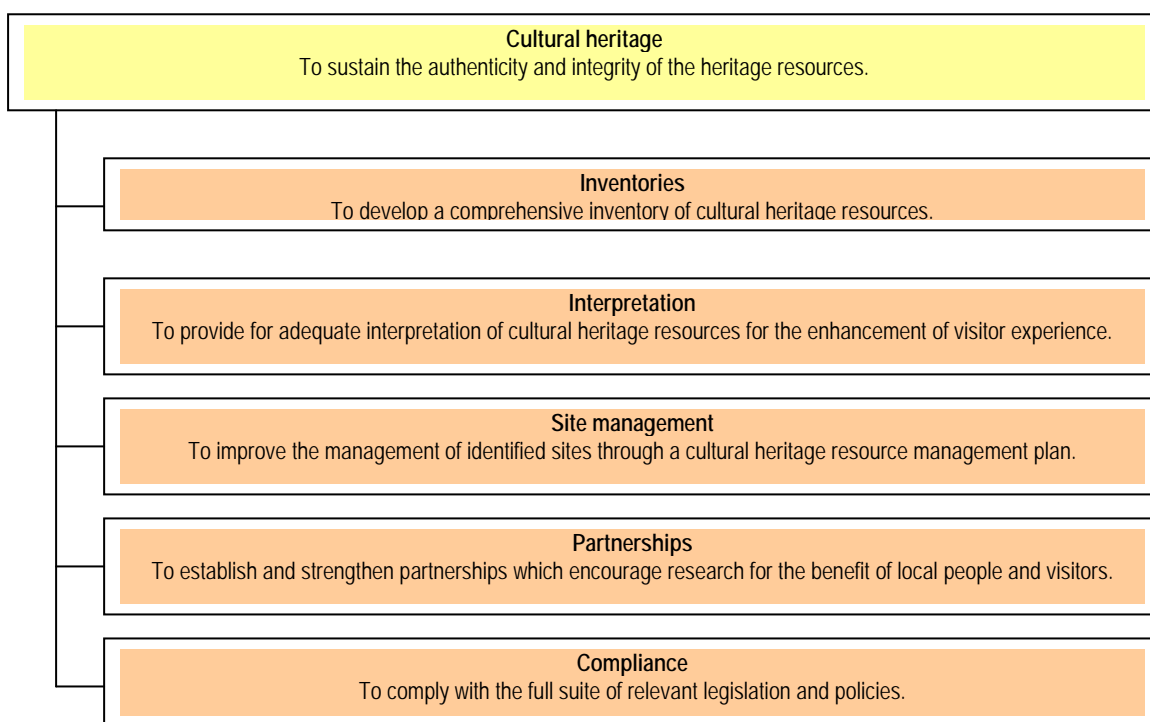 Cultural heritage
To sustain the authenticity and integrity of the heritage resources.
Inventories
To develop a comprehensive inventory of cultural heritage resources.
Interpretation
To provide for adequate interpretation of cultural heritage resources for the enhancement of visitor experience.
Site management
To improve the management of identified sites through a cultural heritage resource management plan.
Partnerships
To establish and strengthen partnerships which encourage research for the benefit of local people and visitors.
Compliance
To comply with the full suite of relevant legislation and policies.